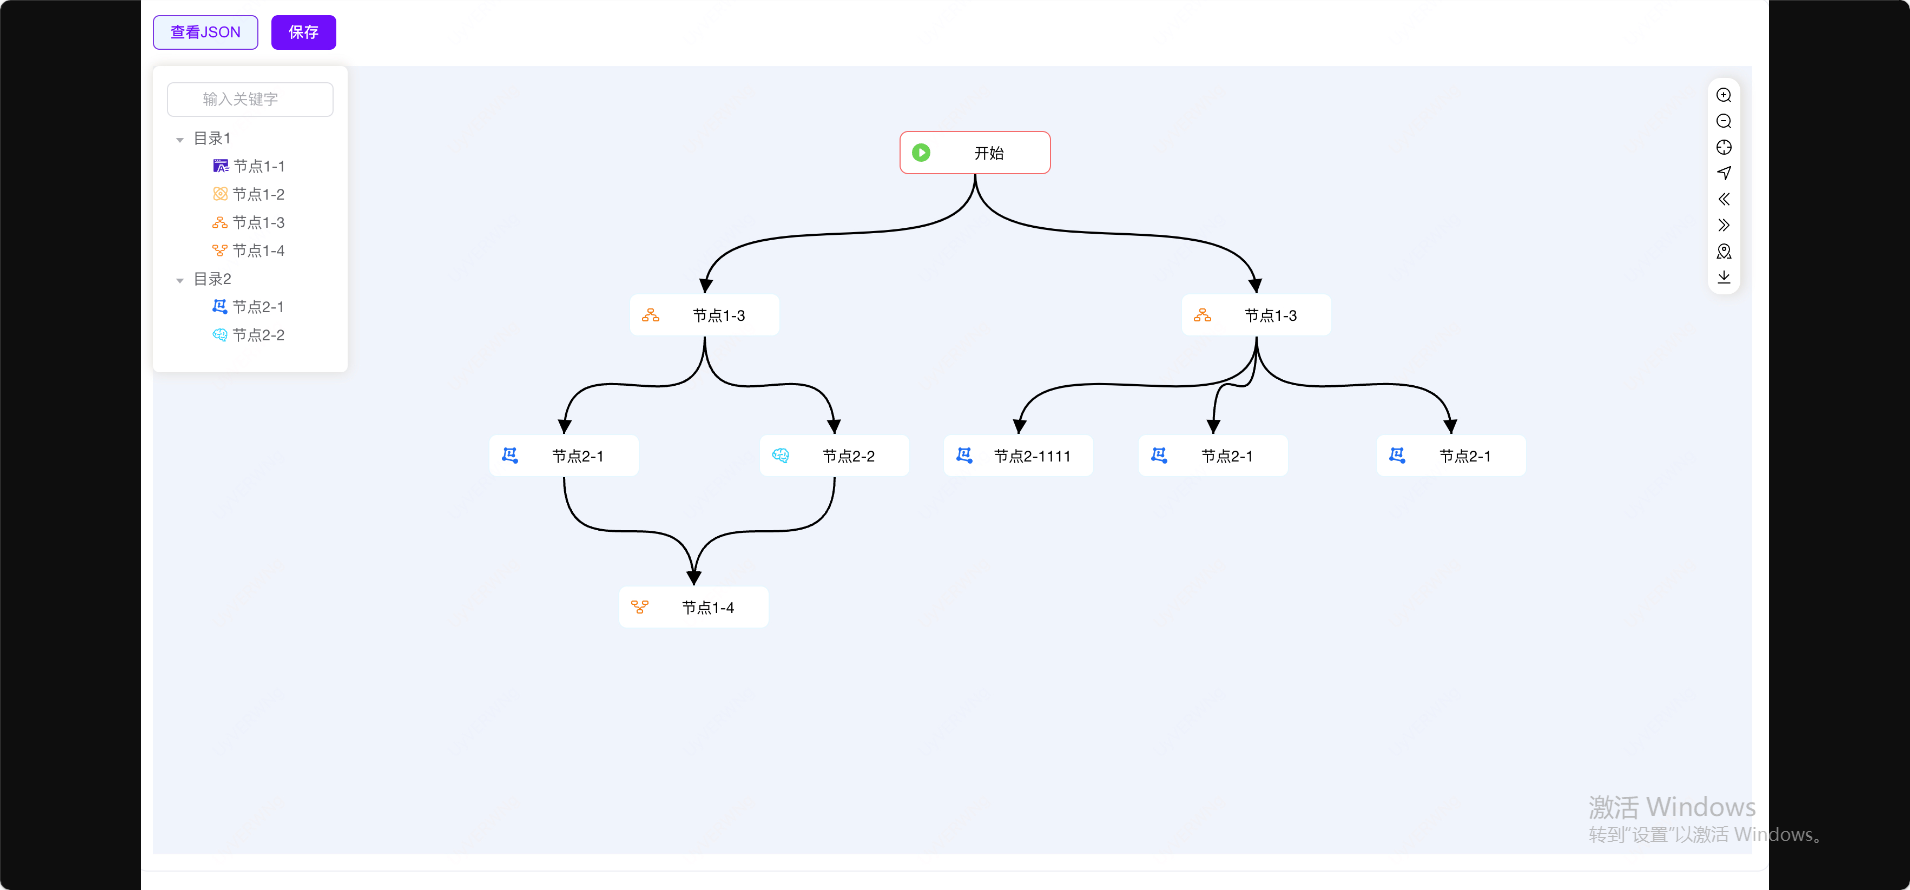 查看JSON
保存
输入关键字
目录1
节点1-1
节点1-2
节点1-3
节点1-4
目录2
节点2-1
节点2-2
开始
节点1-3
节点1-3
节点2-1
节点2-2
节点2-1111
节点2-1
节点2-1
节点1-4
激活 Windows
转到"设置"以激活 Windows。